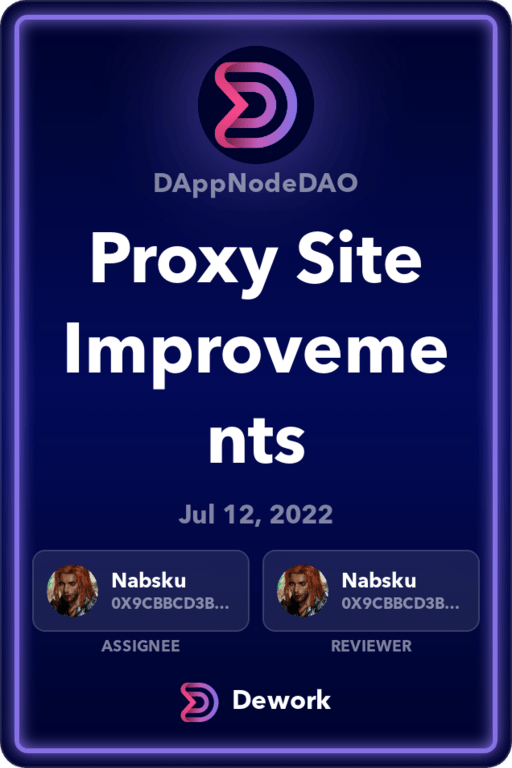 DAppNodeDAO
Proxy Site
Improveme
nts
Jul 12, 2022
Nabsku
0X9CBBCD3B...
ASSIGNEE
Nabsku
0X9CBBCD3B...
REVIEWER
Dework